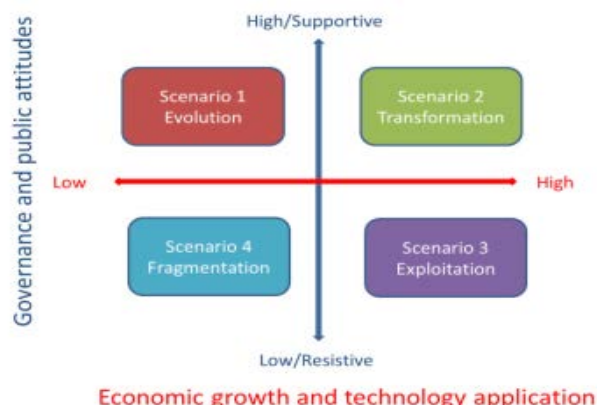 High/Supportive
Governance and public attitudes
Scenario 1
Evolution
Scenario 2
Transformation
Low
High
Scenario 4
Fragmentation
Scenario 3
Exploitation
Low/Resistive
Economic growth and technology application